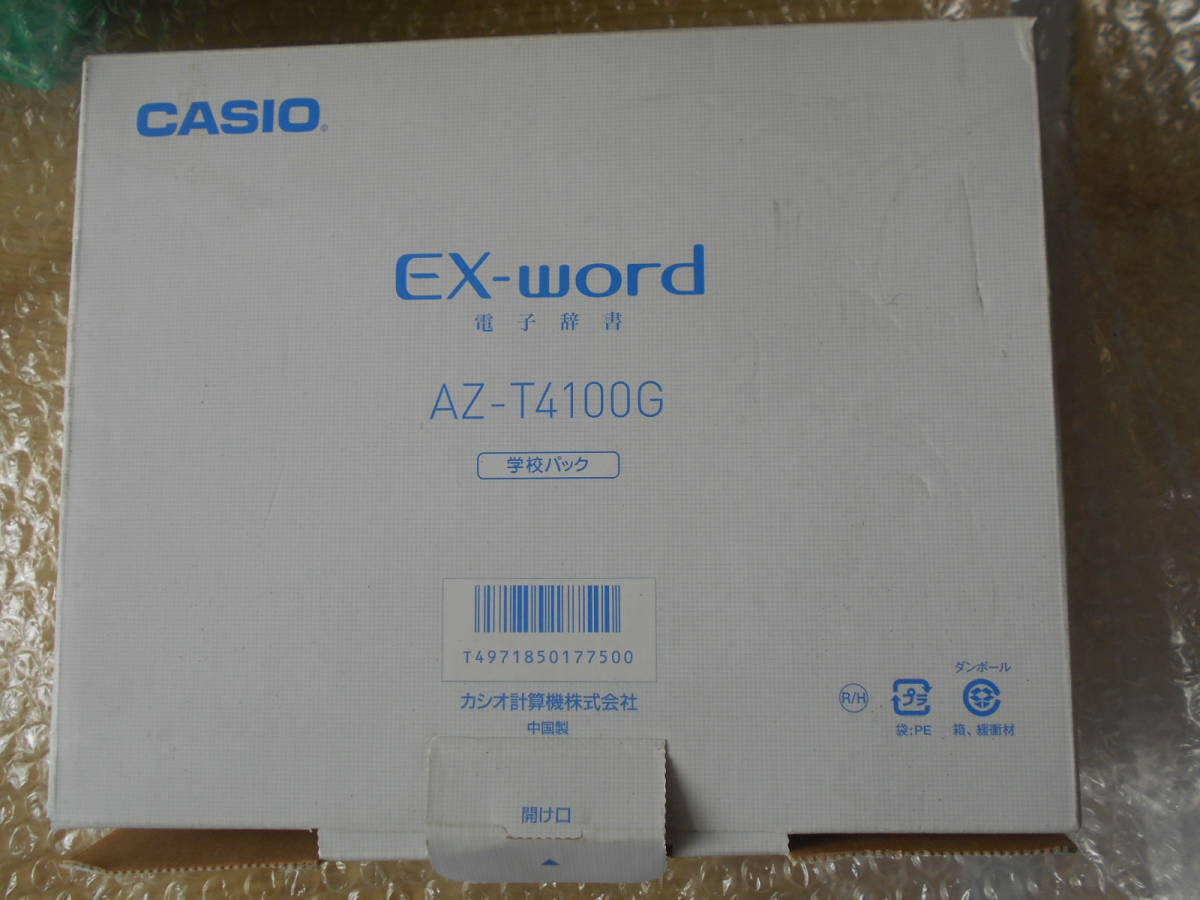 CASIO®
EX-word
電子辞書
AZ-T4100G
学校パック
T4971850177500
カシオ計算機株式会社
中国製
ダンボール
R/H
プラ
袋:PE
箱、緩衝材
開け口